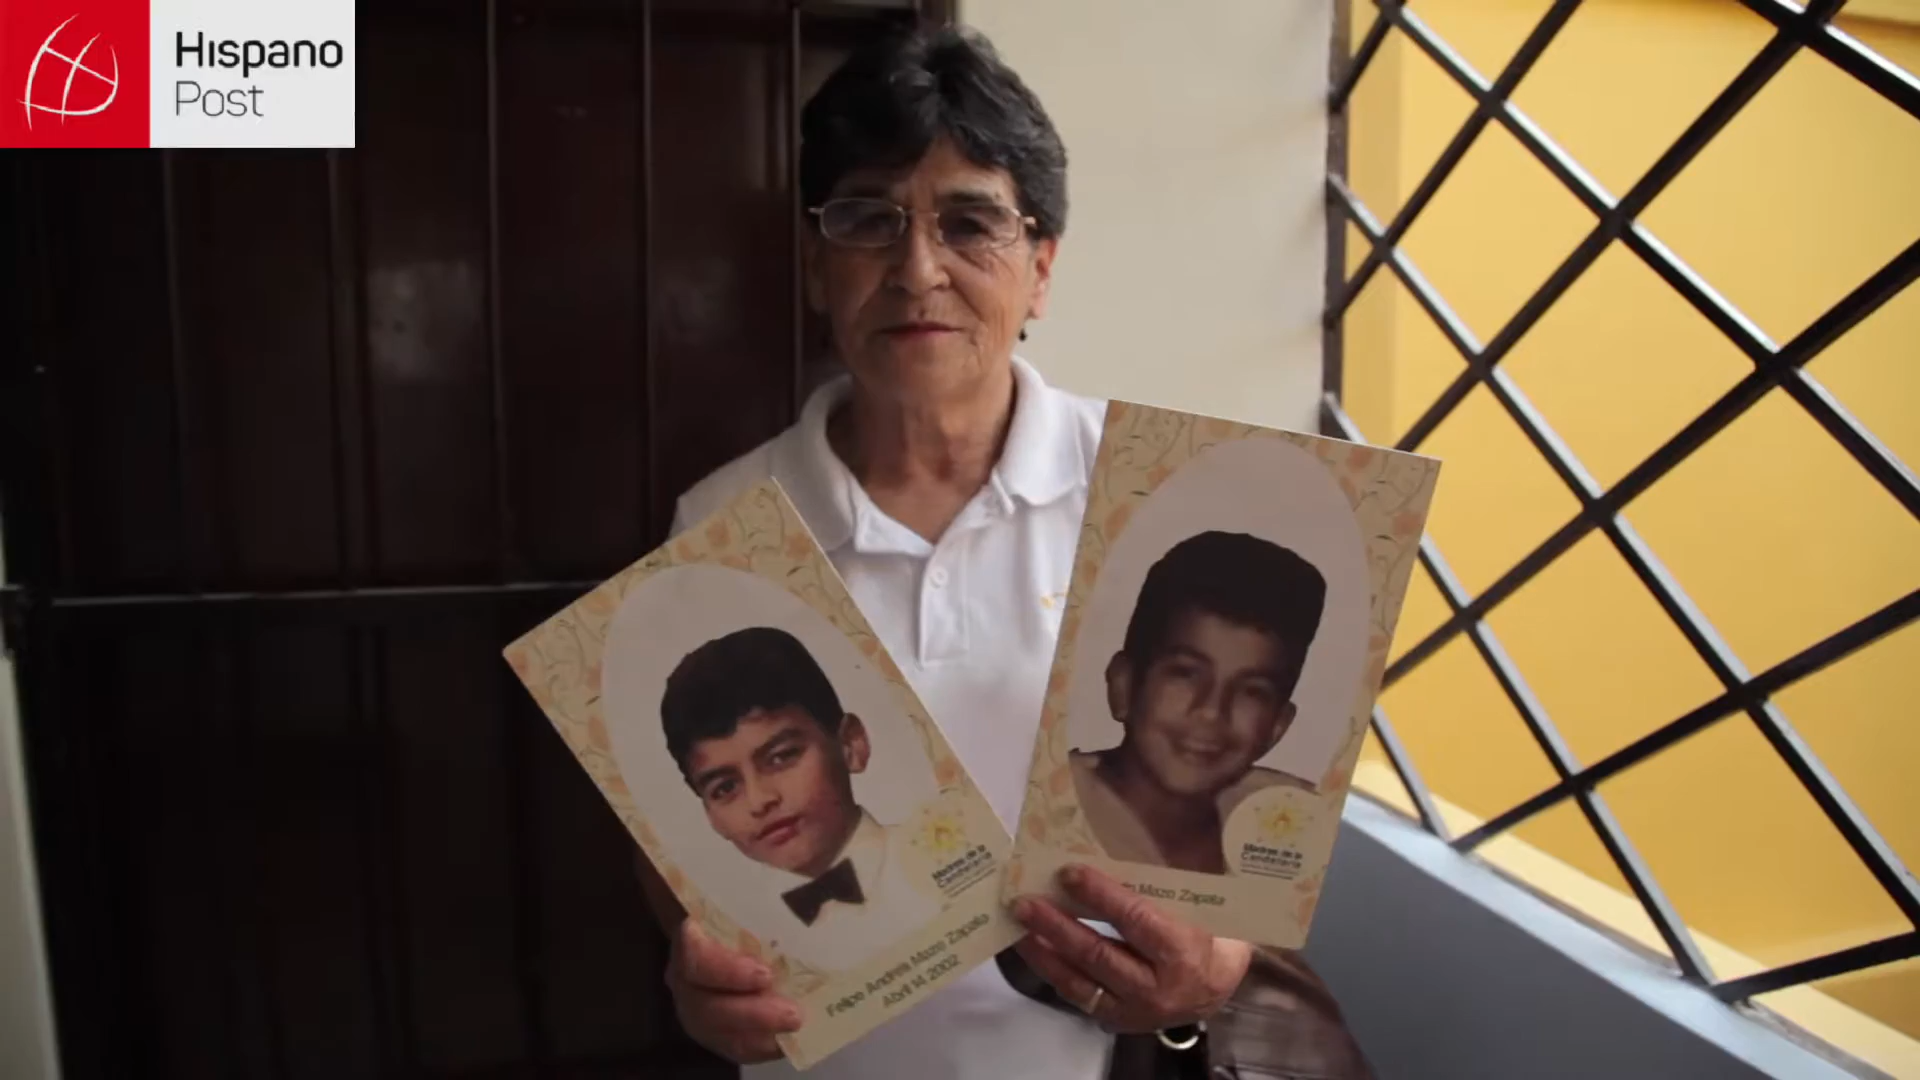 Hispano
Post
Madres de la
Candelaria
Felipe Andrés Mazo Zapata
Abril 14 2002
Madres de la
Candelaria
Mazo Zapata